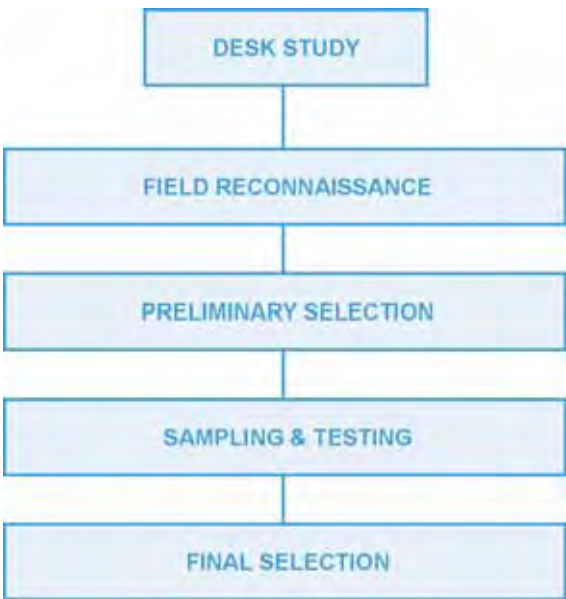 DESK STUDY
FIELD RECONNAISSANCE
PRELIMINARY SELECTION
SAMPLING & TESTING
FINAL SELECTION